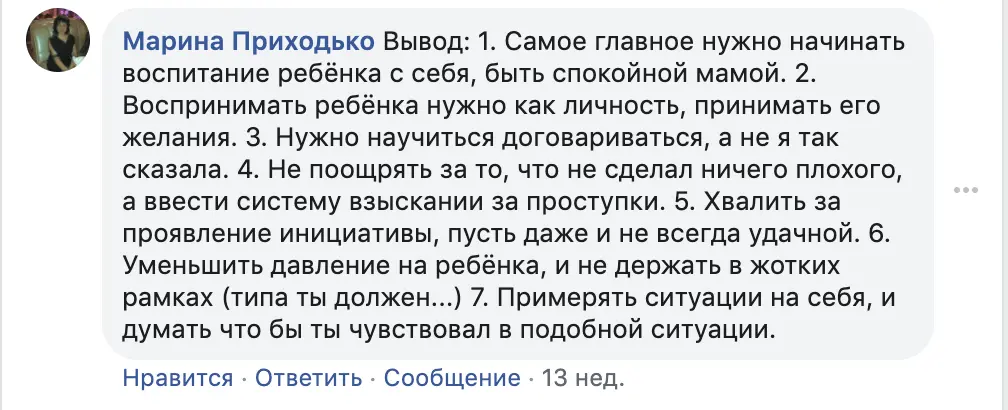 Марина Приходько Вывод: 1. Самое главное нужно начинать
воспитание ребёнка с себя, быть спокойной мамой. 2.
Воспринимать ребёнка нужно как личность, принимать его
желания. 3. Нужно научиться договариваться, а не я так
сказала. 4. Не поощрять за то, что не сделал ничего плохого,
а ввести систему взыскании за проступки. 5. Хвалить за
проявление инициативы, пусть даже и не всегда удачной. 6.
Уменьшить давление на ребёнка, и не держать в жотких
рамках (типа ты должен...) 7. Примерять ситуации на себя, и
думать что бы ты чувствовал в подобной ситуации.
Нравится · Ответить · Сообщение · 13 нед.